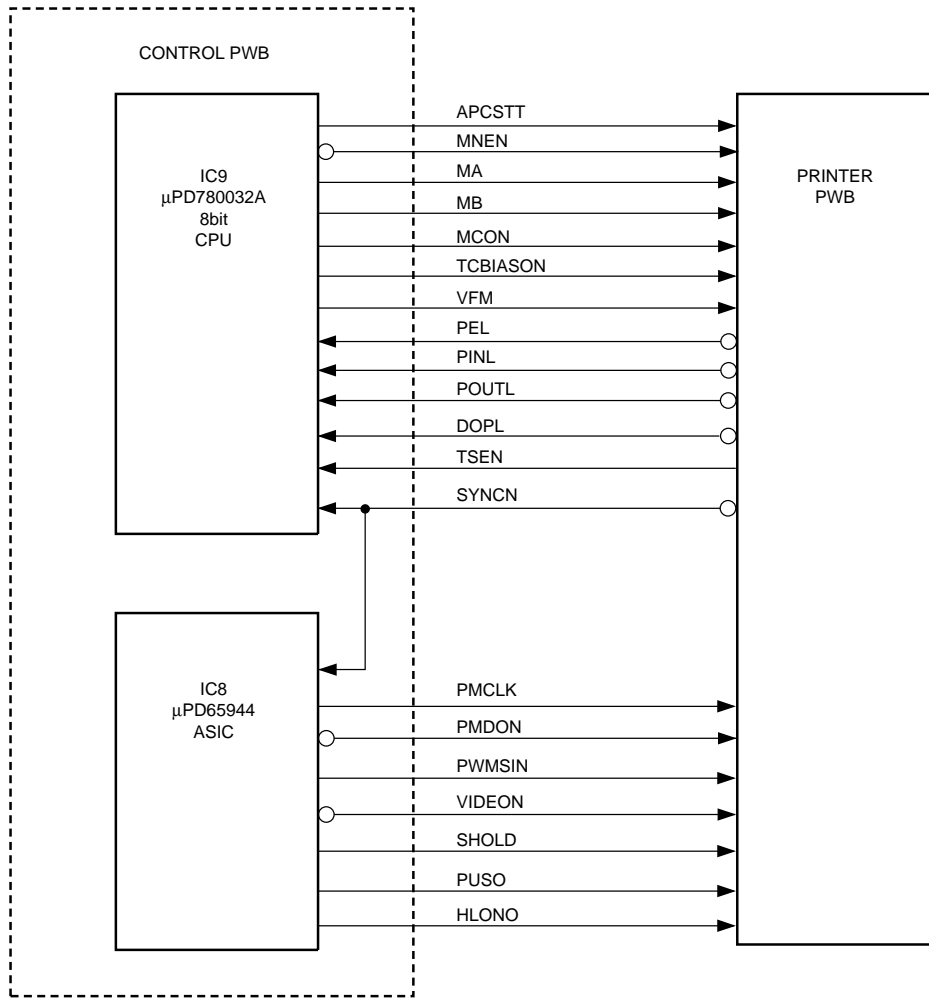 CONTROL PWB
IC9
µPD780032A
8bit
CPU
APCSTT
MNEN
MA
MB
MCON
TCBIASON
VFM
PEL
PINL
POUTL
DOPL
TSEN
SYNCN
PRINTER
PWB
IC8
µPD65944
ASIC
PMCLK
PMDON
PWMSIN
VIDEON
SHOLD
PUSO
HLONO